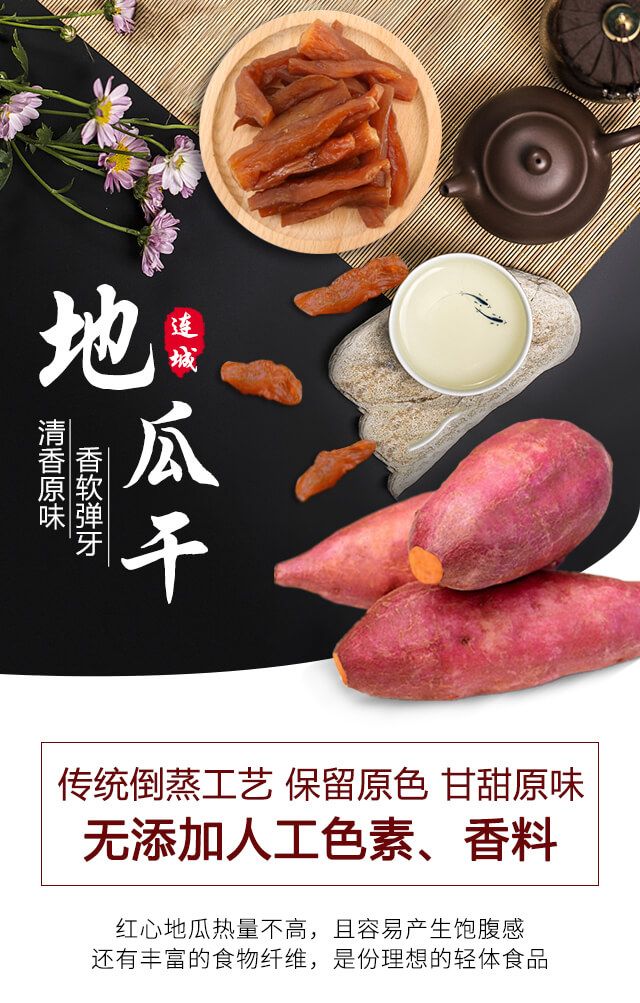 连城
地瓜干
清香原味
香软弹牙
传统倒蒸工艺 保留原色 甘甜原味
无添加人工色素、香料
红心地瓜热量不高，且容易产生饱腹感
还有丰富的食物纤维，是份理想的轻体食品